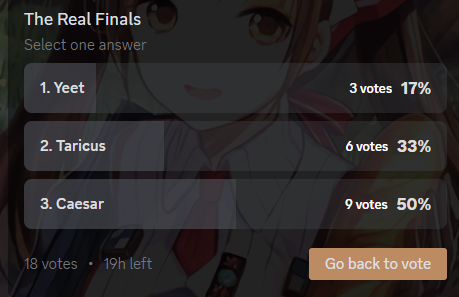 The Real Finals
Select one answer
1. Yeet 3 votes 17%
2. Taricus 6 votes 33%
3. Caesar 9 votes 50%
18 votes • 19h left Go back to vote